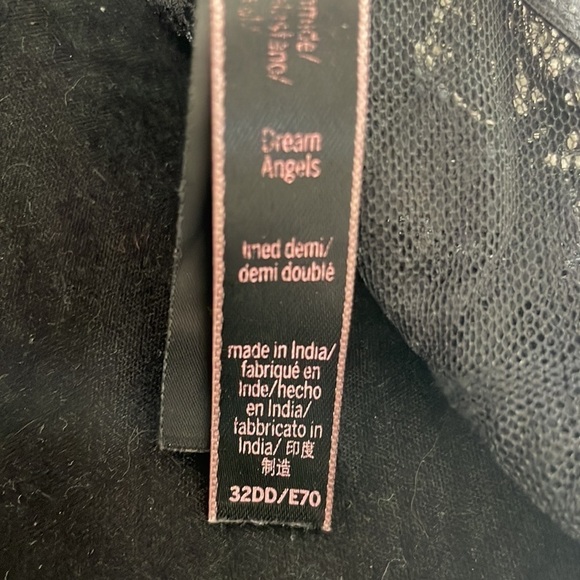 Dream
Angels
lined demi/
demi doublé
made in India/
fabriqué en
Inde/hecho
en India/
fabbricato in
India/ 印度
制造
32DD/E70